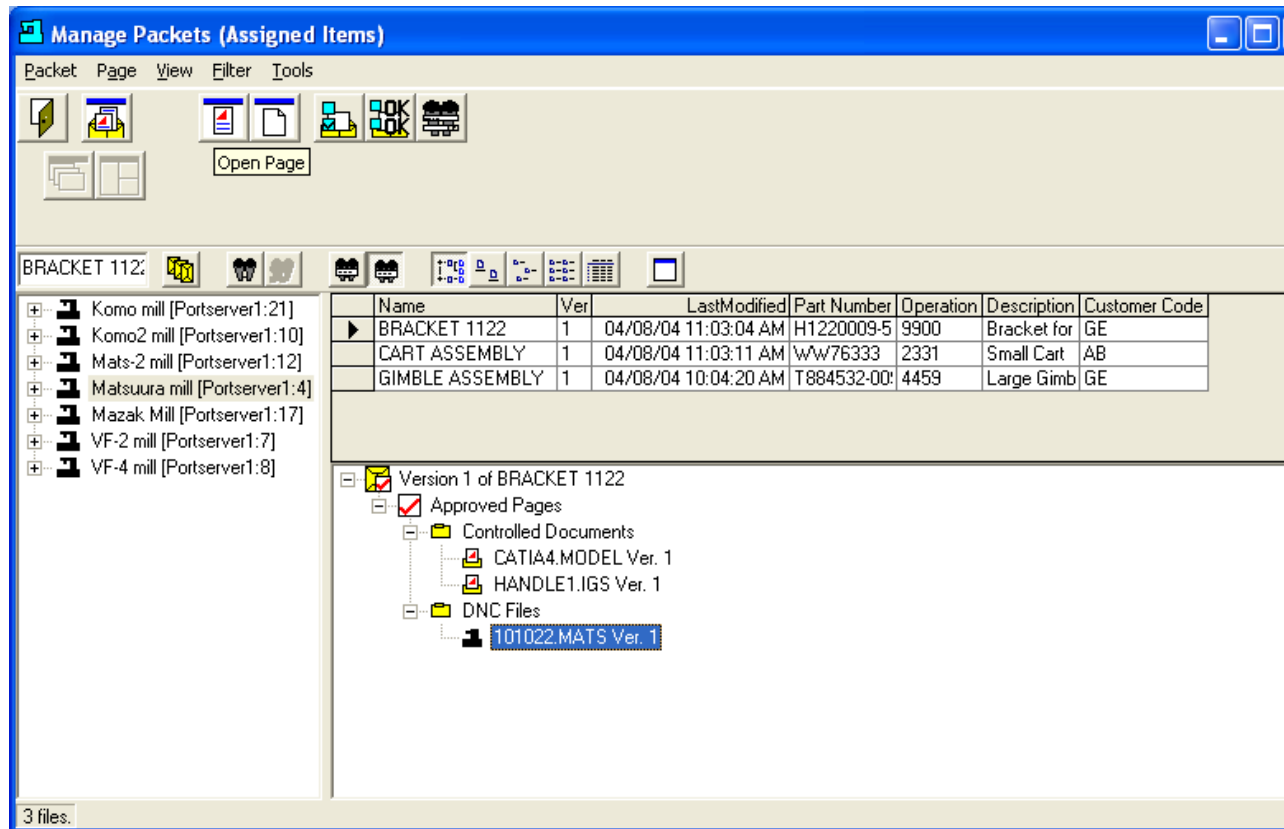 Manage Packets (Assigned Items)
Packet Page View Filter Tools
OK
OK
Open Page
BRACKET 1122
Komo mill [Portserver1:21]
Komo2 mill [Portserver1:10]
Mats-2 mill [Portserver1:12]
Matsuura mill [Portserver1:4]
Mazak Mill [Portserver1:17]
VF-2 mill [Portserver1:7]
VF-4 mill [Portserver1:8]
Name Ver LastModified Part Number Operation Description Customer Code
BRACKET 1122 1 04/08/04 11:03:04 AM H1220009-5 9900 Bracket for GE
CART ASSEMBLY 1 04/08/04 11:03:11 AM WW76333 2331 Small Cart AB
GIMBLE ASSEMBLY 1 04/08/04 10:04:20 AM T884532-00 4459 Large Gimb GE
Version 1 of BRACKET 1122
Approved Pages
Controlled Documents
CATIA4.MODEL Ver. 1
HANDLE1.IGS Ver. 1
DNC Files
101022.MATS Ver. 1
3 files.